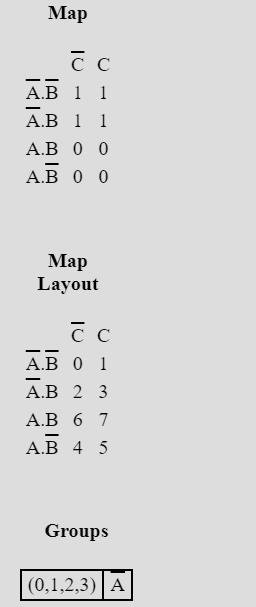 Map
C̅ C
A̅.B̅ 1 1
A̅.B 1 1
A.B 0 0
A.B̅ 0 0
Map
Layout
C̅ C
A̅.B̅ 0 1
A̅.B 2 3
A.B 6 7
A.B̅ 4 5
Groups
(0,1,2,3) A̅